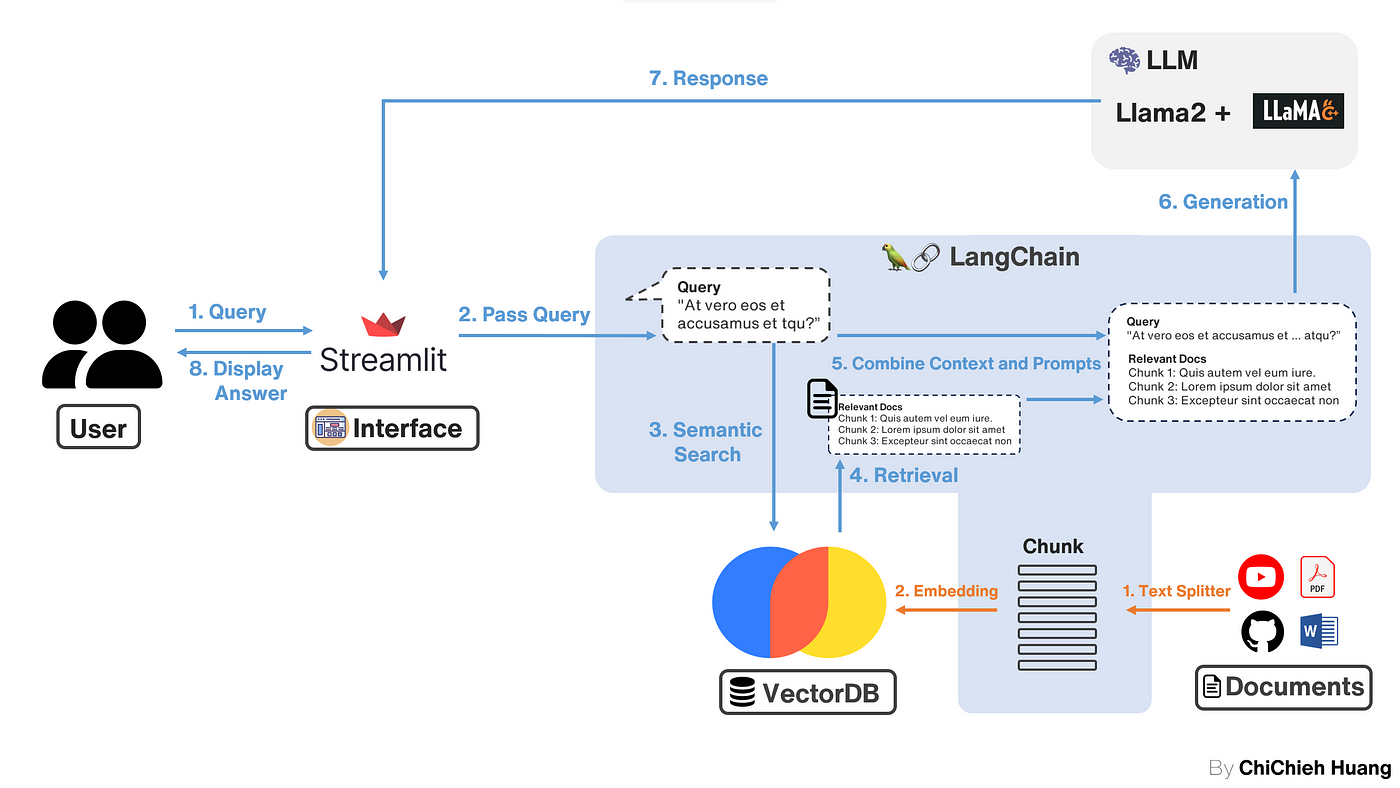 LLM
Llama2 +
LLaMA C++
7. Response
6. Generation
LangChain
Query
"At vero eos et
accusamus et tqu?”
1. Query
2. Pass Query
Streamlit
8. Display
Answer
User
Interface
5. Combine Context and Prompts
Query
"At vero eos et accusamus et ... atqu?”
Relevant Docs
Chunk 1: Quis autem vel eum iure.
Chunk 2: Lorem ipsum dolor sit amet
Chunk 3: Excepteur sint occaecat non
Relevant Docs
Chunk 1: Quis autem vel eum iure.
Chunk 2: Lorem ipsum dolor sit amet
Chunk 3: Excepteur sint occaecat non
3. Semantic
Search
4. Retrieval
Chunk
2. Embedding
1. Text Splitter
PDF
W
VectorDB
Documents
By ChiChieh Huang